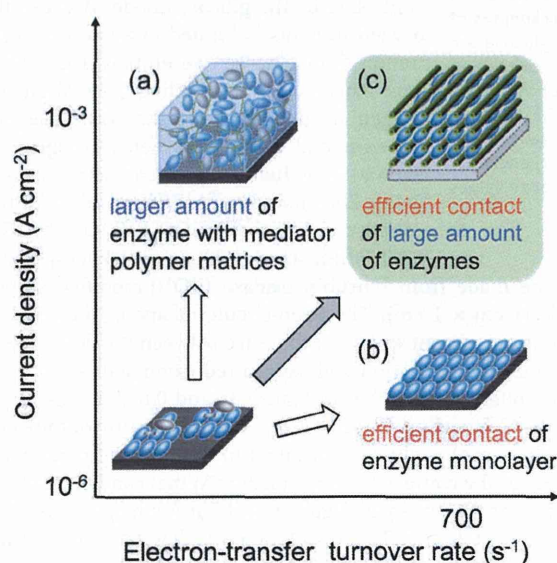 (a)
larger amount of
enzyme with mediator
polymer matrices
(c)
efficient contact
of large amount
of enzymes
(b)
efficient contact of
enzyme monolayer
10⁻³
10⁻⁶
Current density (A cm⁻²)
700
Electron-transfer turnover rate (s⁻¹)